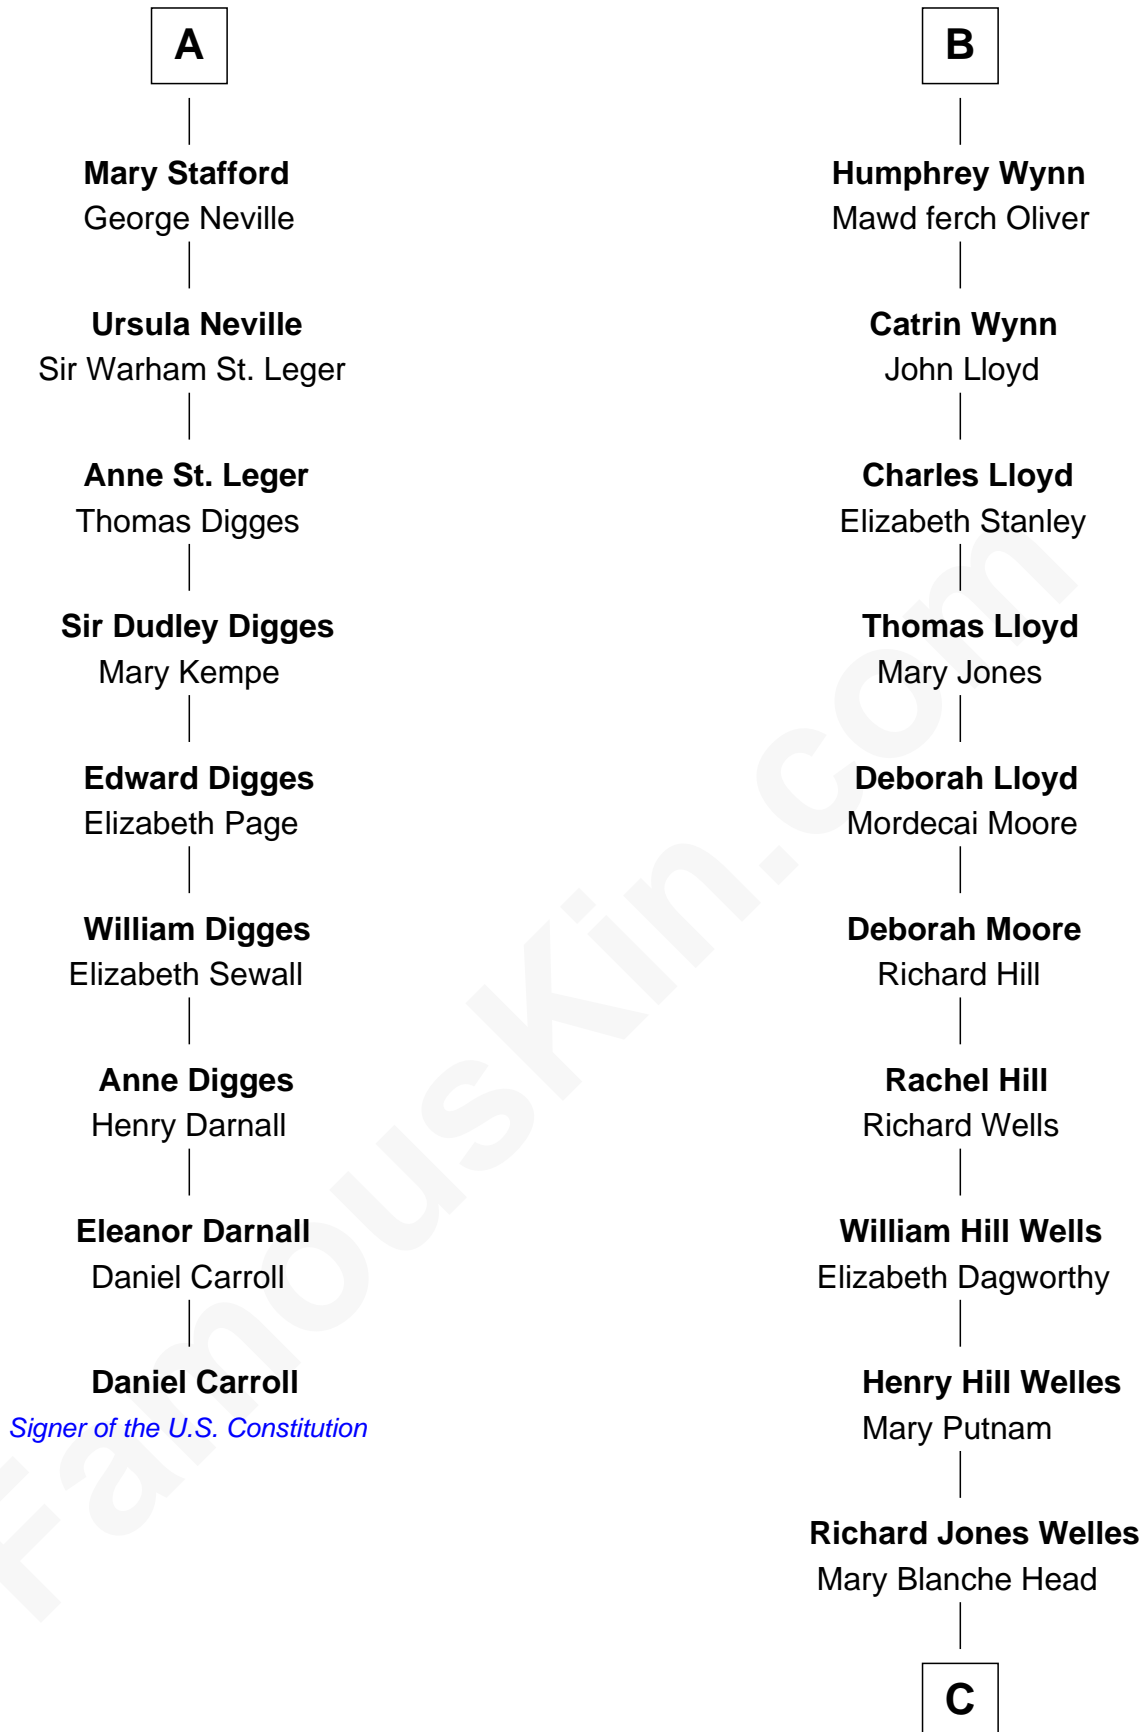 A
Mary Stafford
George Neville
Ursula Neville
Sir Warham St. Leger
Anne St. Leger
Thomas Digges
Sir Dudley Digges
Mary Kempe
Edward Digges
Elizabeth Page
William Digges
Elizabeth Sewall
Anne Digges
Henry Darnall
Eleanor Darnall
Daniel Carroll
Daniel Carroll
Signer of the U.S. Constitution
B
Humphrey Wynn
Mawd ferch Oliver
Catrin Wynn
John Lloyd
Charles Lloyd
Elizabeth Stanley
Thomas Lloyd
Mary Jones
Deborah Lloyd
Mordecai Moore
Deborah Moore
Richard Hill
Rachel Hill
Richard Wells
William Hill Wells
Elizabeth Dagworthy
Henry Hill Welles
Mary Putnam
Richard Jones Welles
Mary Blanche Head
C
FamousKin.com